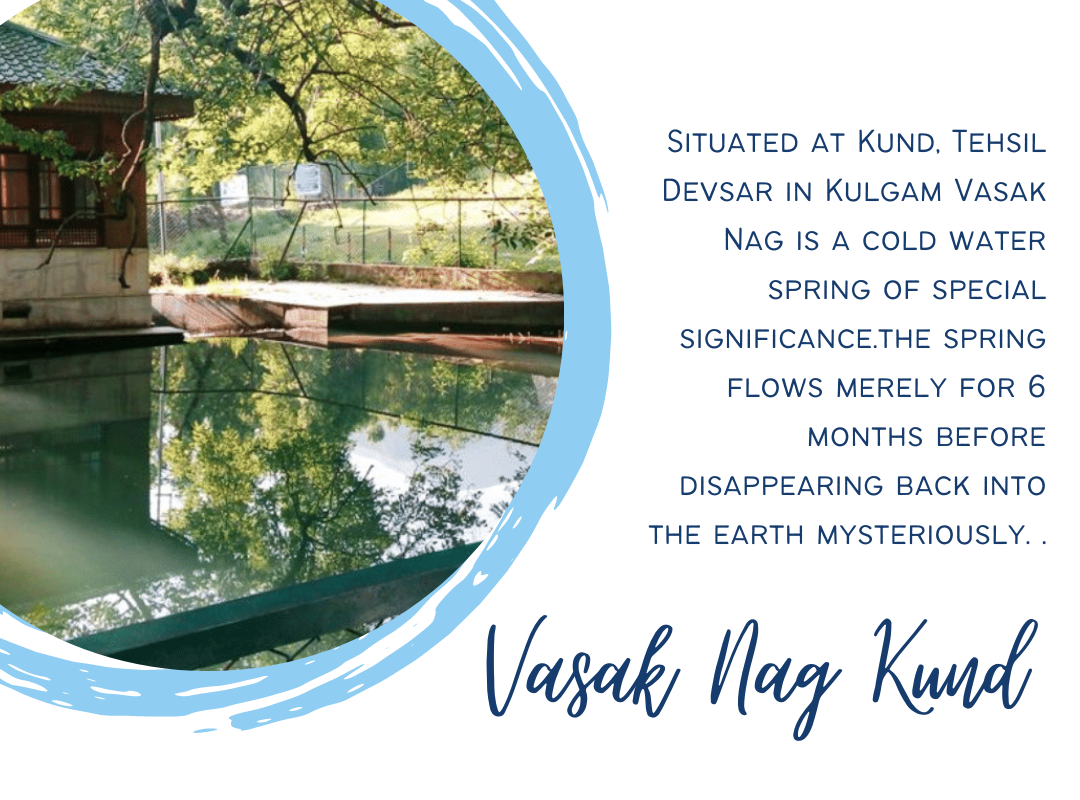 Situated at Kund, Tehsil
Devsar in Kulgam Vasak
Nag is a cold water
spring of special
significance.the spring
flows merely for 6
months before
disappearing back into
the earth mysteriously. .
Vasak Nag Kund